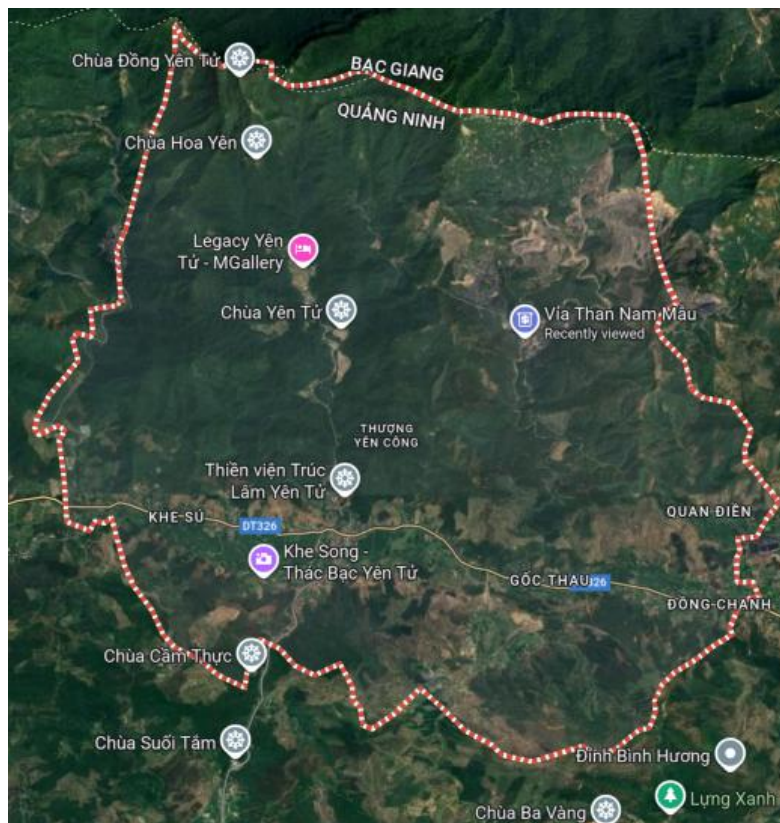 Chùa Đồng Yên Tử
BẮC GIANG
QUẢNG NINH
Chùa Hoa Yên
Legacy Yên
Tử - MGallery
Chùa Yên Tử
Vỉa Than Nam Mẫu
Recently viewed
THƯỢNG
YÊN CÔNG
Thiền viện Trúc
Lâm Yên Tử
KHE SÚ
QUAN ĐIỀN
DT326
Khe Song -
Thác Bạc Yên Tử
GỐC THAU
326
ĐỒNG CHANH
Chùa Cầm Thực
Chùa Suối Tắm
Đình Bình Hương
Lựng Xanh
Chùa Ba Vàng